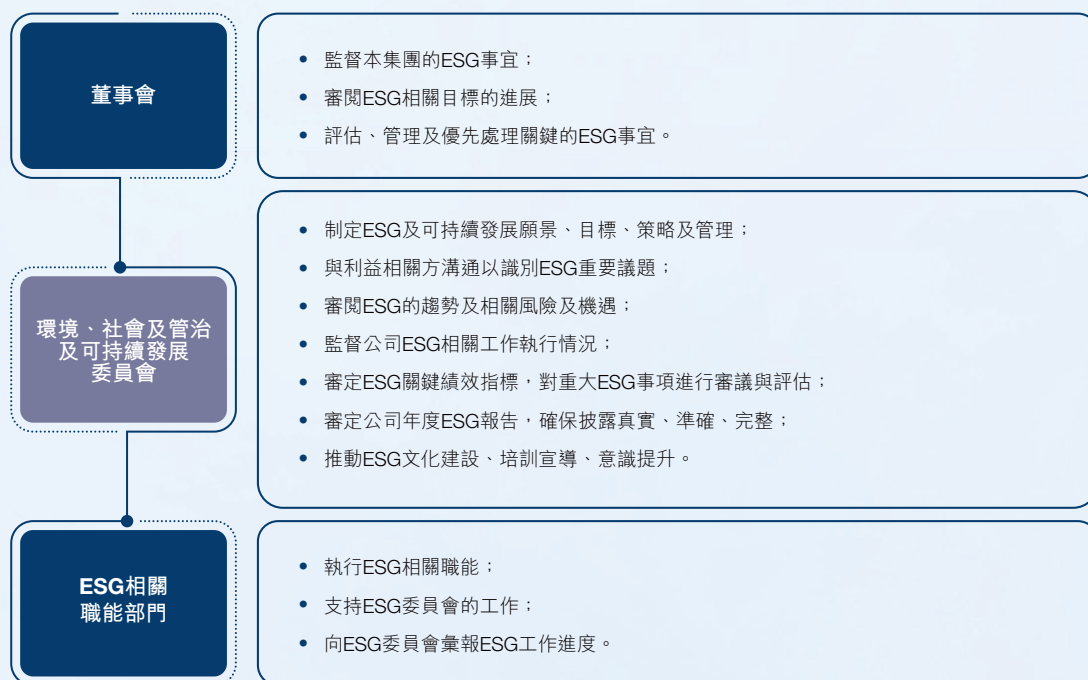 董事會
• 監督本集團的ESG事宜；
• 審閱ESG相關目標的進展；
• 評估、管理及優先處理關鍵的ESG事宜。
環境、社會及管治
及可持續發展
委員會
• 制定ESG及可持續發展願景、目標、策略及管理；
• 與利益相關方溝通以識別ESG重要議題；
• 審閱ESG的趨勢及相關風險及機遇；
• 監督公司ESG相關工作執行情況；
• 審定ESG關鍵績效指標，對重大ESG事項進行審議與評估；
• 審定公司年度ESG報告，確保披露真實、準確、完整；
• 推動ESG文化建設、培訓宣導、意識提升。
ESG相關
職能部門
• 執行ESG相關職能；
• 支持ESG委員會的工作；
• 向ESG委員會彙報ESG工作進度。